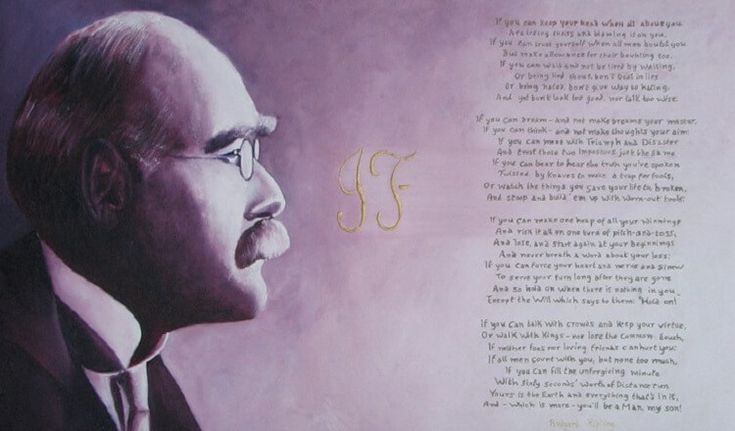 IF
If you can keep your head when all about you
Are losing theirs and blaming it on you,
If you can trust yourself when all men doubt you
But make allowance for their doubting too.
If you can wait and not be tired by waiting,
Or being lied about, don't deal in lies
Or being hated, don't give way to hating,
And yet don't look too good, nor talk too wise.
If you can dream - and not make dreams your master,
If you can think - and not make thoughts your aim:
If you can meet with Triumph and Disaster
And treat those two Impostors just the same
If you can bear to hear the truth you've spoken
Twisted by knaves to make a trap for fools,
Or watch the things you gave your life to, broken,
And stoop and build 'em up with worn-out tools:
If you can make one heap of all your winnings
And risk it all on one turn of pitch-and-toss,
And lose, and start again at your beginnings
And never breath a word about your loss:
If you can force your heart and nerve and sinew
To serve your turn long after they are gone
And so hold on when there is nothing in you
Except the Will which says to them: "Hold on!
If you can talk with crowds and keep your virtue,
Or walk with Kings - nor lose the Common touch,
If neither foes nor loving friends can hurt you:
If all men count with you, but none too much,
If you can fill the unforgiving minute
With sixty seconds' worth of distance run
Yours is the Earth and everything that's in it,
And - which is more - you'll be a Man, my son!
Rudyard Kipling